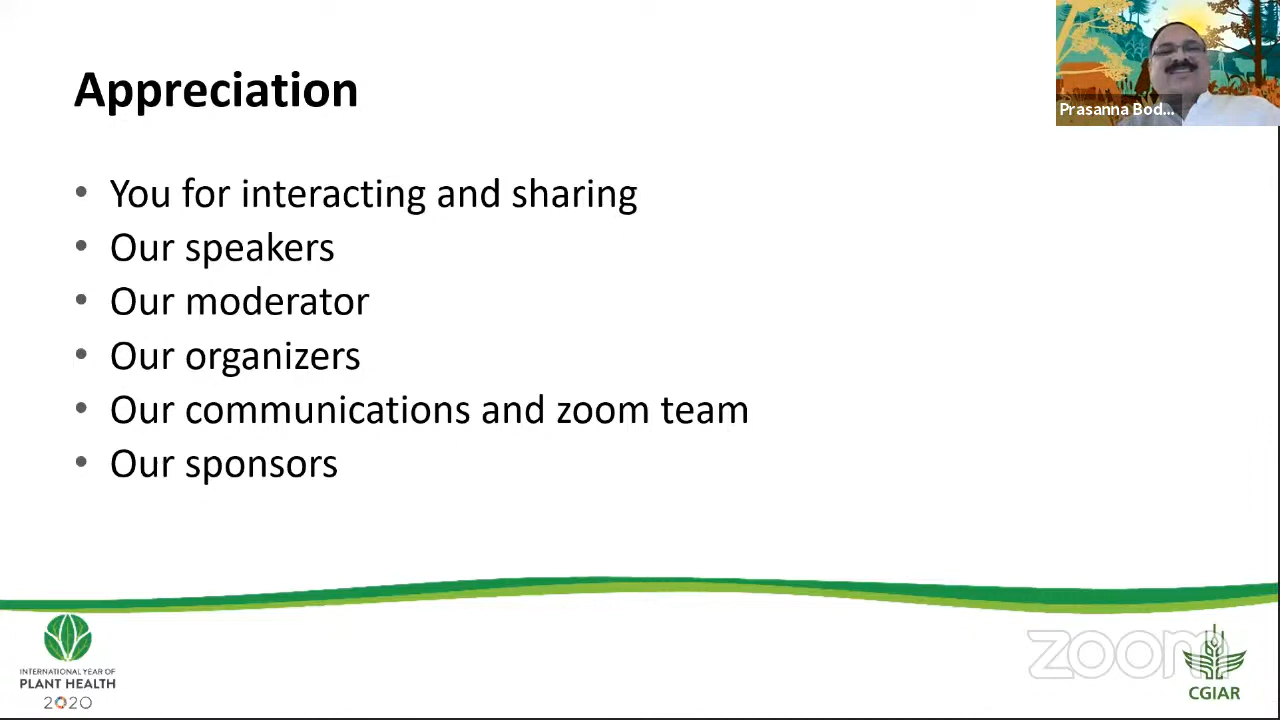 Appreciation
Prasanna Bod...
• You for interacting and sharing
• Our speakers
• Our moderator
• Our organizers
• Our communications and zoom team
• Our sponsors
INTERNATIONAL YEAR OF
PLANT HEALTH
2020
zoom
CGIAR